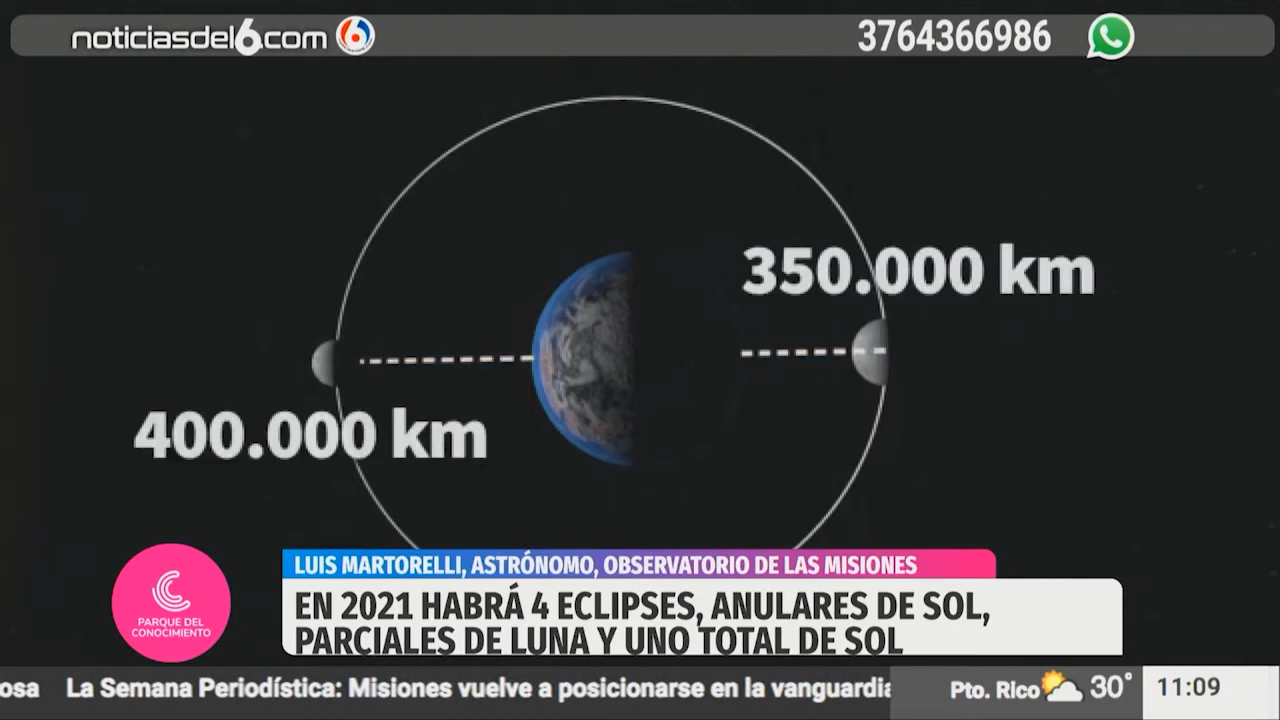 noticiasdel6.com 6
3764366986
350.000 km
400.000 km
LUIS MARTORELLI, ASTRÓNOMO, OBSERVATORIO DE LAS MISIONES
EN 2021 HABRÁ 4 ECLIPSES, ANULARES DE SOL,
PARCIALES DE LUNA Y UNO TOTAL DE SOL
PARQUE DEL
CONOCIMIENTO
osa La Semana Periodística: Misiones vuelve a posicionarse en la vanguardia
Pto. Rico 30° 11:09